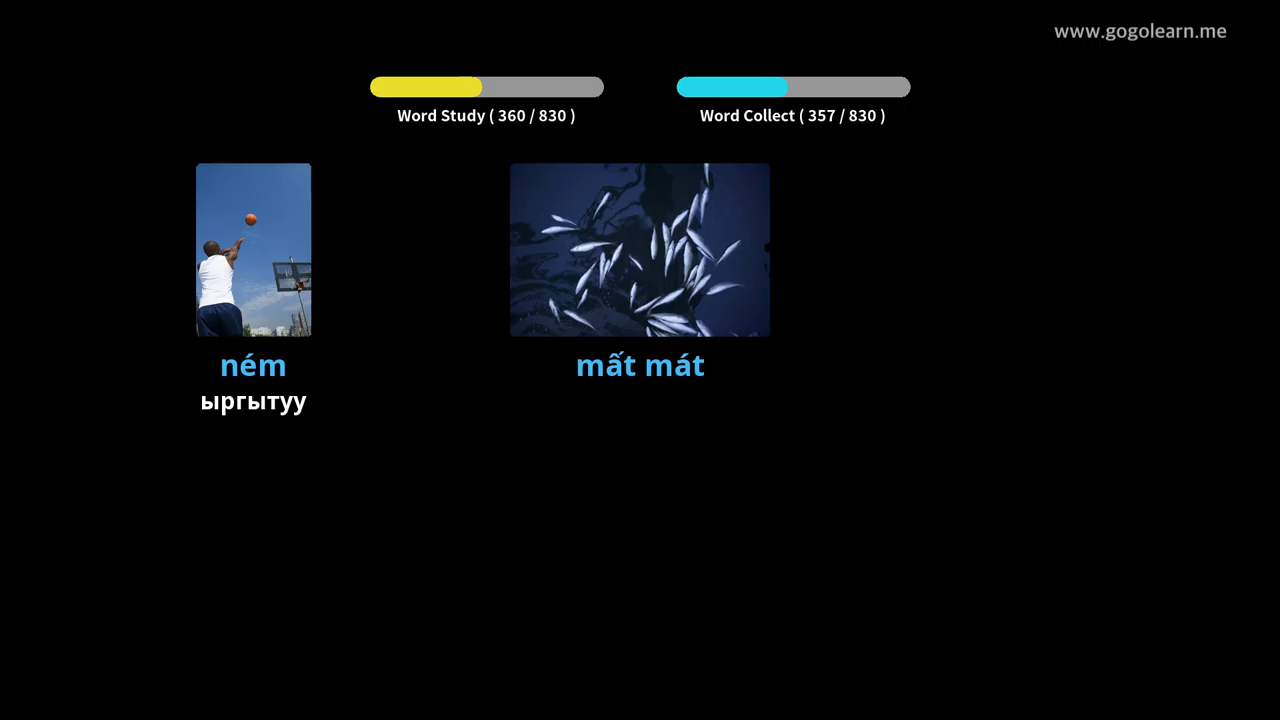 www.gogolearn.me
Word Study ( 360 / 830 )
Word Collect ( 357 / 830 )
ném
ыргытуу
mất mát